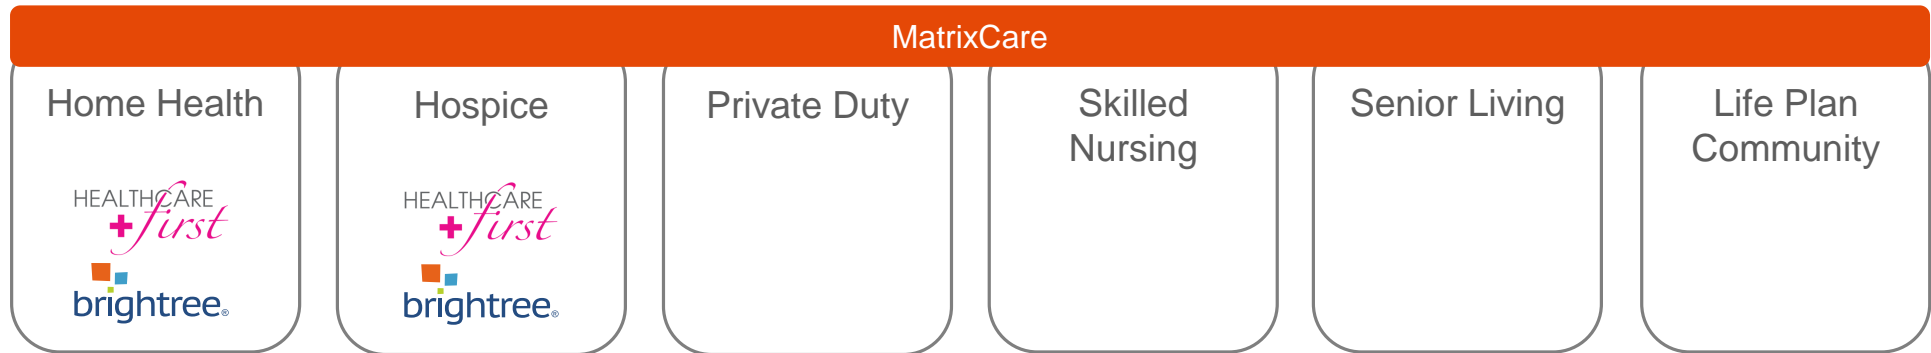 MatrixCare
Home Health
HEALTHCARE
+first
brightree®
Hospice
HEALTHCARE
+first
brightree®
Private Duty
Skilled
Nursing
Senior Living
Life Plan
Community